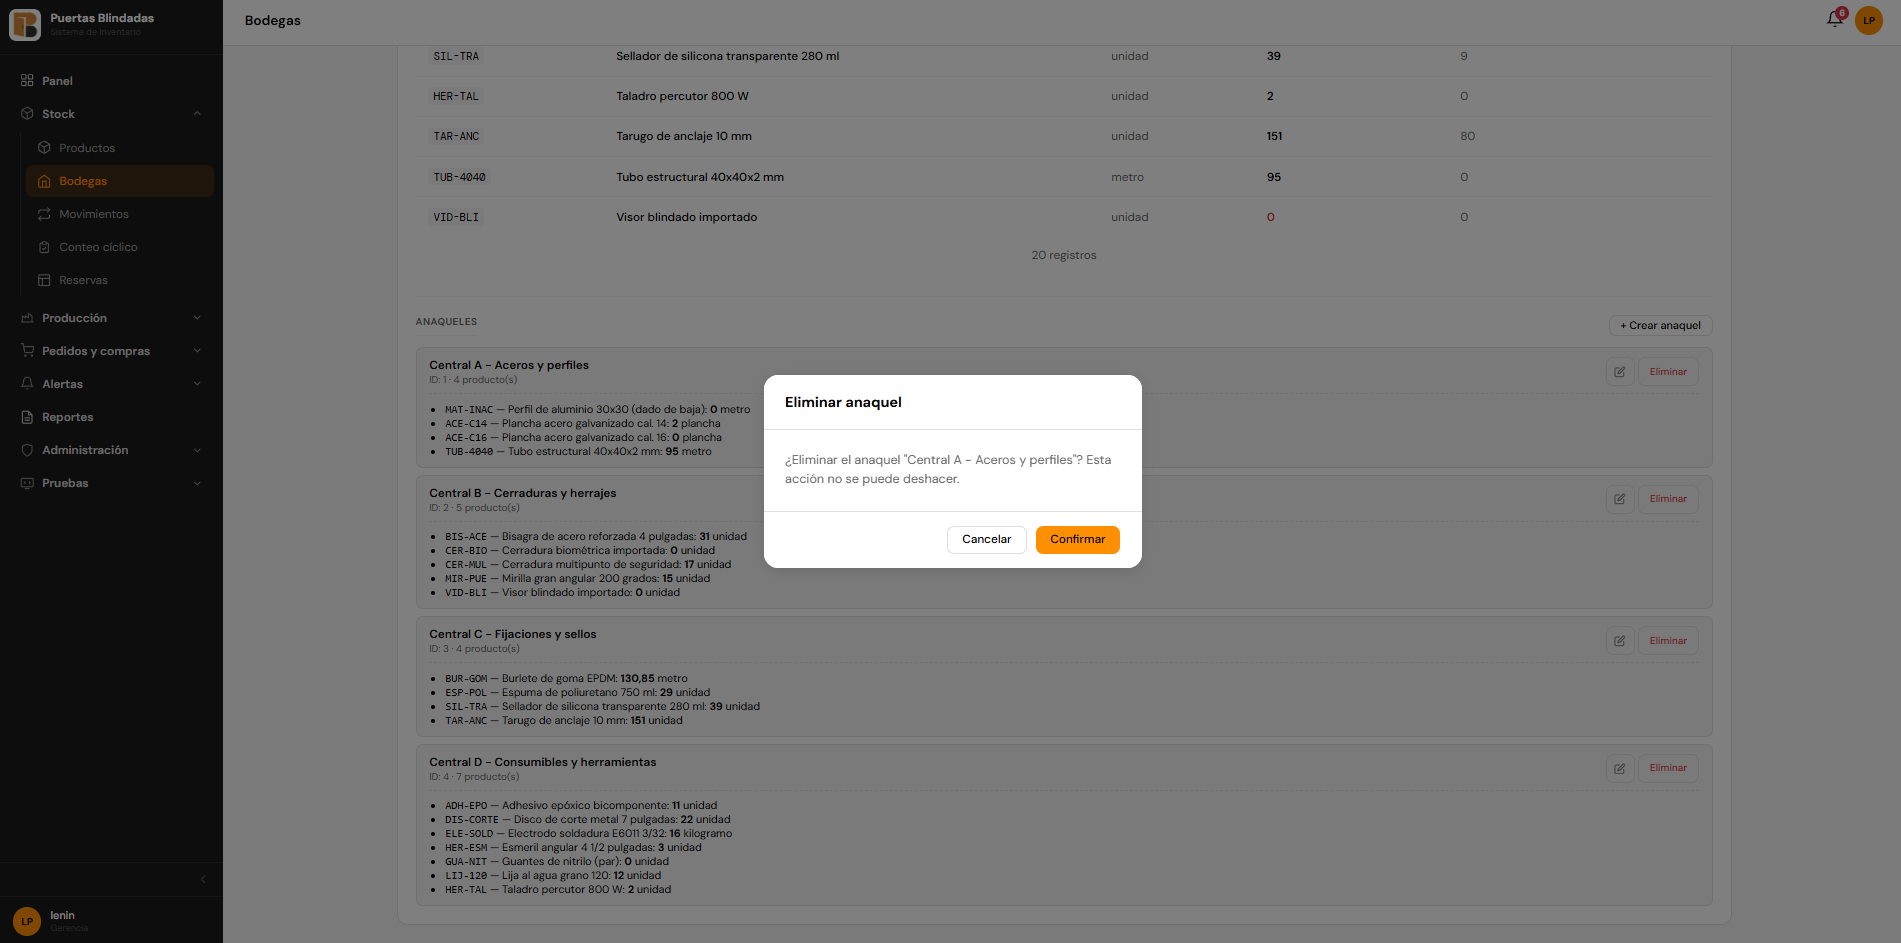 Puertas Blindadas
Sistema de Inventario
Panel
Stock
Productos
Bodegas
Movimientos
Conteo cíclico
Reservas
Producción
Pedidos y compras
Alertas
Reportes
Administración
Pruebas
LP
lenin
Gerencia
Bodegas
6
LP
SIL-TRA Sellador de silicona transparente 280 ml unidad 39 9
HER-TAL Taladro percutor 800 W unidad 2 0
TAR-ANC Tarugo de anclaje 10 mm unidad 151 80
TUB-4040 Tubo estructural 40x40x2 mm metro 95 0
VID-BLI Visor blindado importado unidad 0 0
20 registros
ANAQUELES
+ Crear anaquel
Central A - Aceros y perfiles
ID: 1 · 4 producto(s)
Eliminar
MAT-INAC — Perfil de aluminio 30x30 (dado de baja): 0 metro
ACE-C14 — Plancha acero galvanizado cal. 14: 2 plancha
ACE-C16 — Plancha acero galvanizado cal. 16: 0 plancha
TUB-4040 — Tubo estructural 40x40x2 mm: 95 metro
Central B - Cerraduras y herrajes
ID: 2 · 5 producto(s)
Eliminar
BIS-ACE — Bisagra de acero reforzada 4 pulgadas: 31 unidad
CER-BIO — Cerradura biométrica importada: 0 unidad
CER-MUL — Cerradura multipunto de seguridad: 17 unidad
MIR-PUE — Mirilla gran angular 200 grados: 15 unidad
VID-BLI — Visor blindado importado: 0 unidad
Central C - Fijaciones y sellos
ID: 3 · 4 producto(s)
Eliminar
BUR-GOM — Burlete de goma EPDM: 130,85 metro
ESP-POL — Espuma de poliuretano 750 ml: 29 unidad
SIL-TRA — Sellador de silicona transparente 280 ml: 39 unidad
TAR-ANC — Tarugo de anclaje 10 mm: 151 unidad
Central D - Consumibles y herramientas
ID: 4 · 7 producto(s)
Eliminar
ADH-EPO — Adhesivo epóxico bicomponente: 11 unidad
DIS-CORTE — Disco de corte metal 7 pulgadas: 22 unidad
ELE-SOLD — Electrodo soldadura E6011 3/32: 16 kilogramo
HER-ESM — Esmeril angular 4 1/2 pulgadas: 3 unidad
GUA-NIT — Guantes de nitrilo (par): 0 unidad
LIJ-120 — Lija al agua grano 120: 12 unidad
HER-TAL — Taladro percutor 800 W: 2 unidad
Eliminar anaquel
¿Eliminar el anaquel "Central A - Aceros y perfiles"? Esta
acción no se puede deshacer.
Cancelar
Confirmar